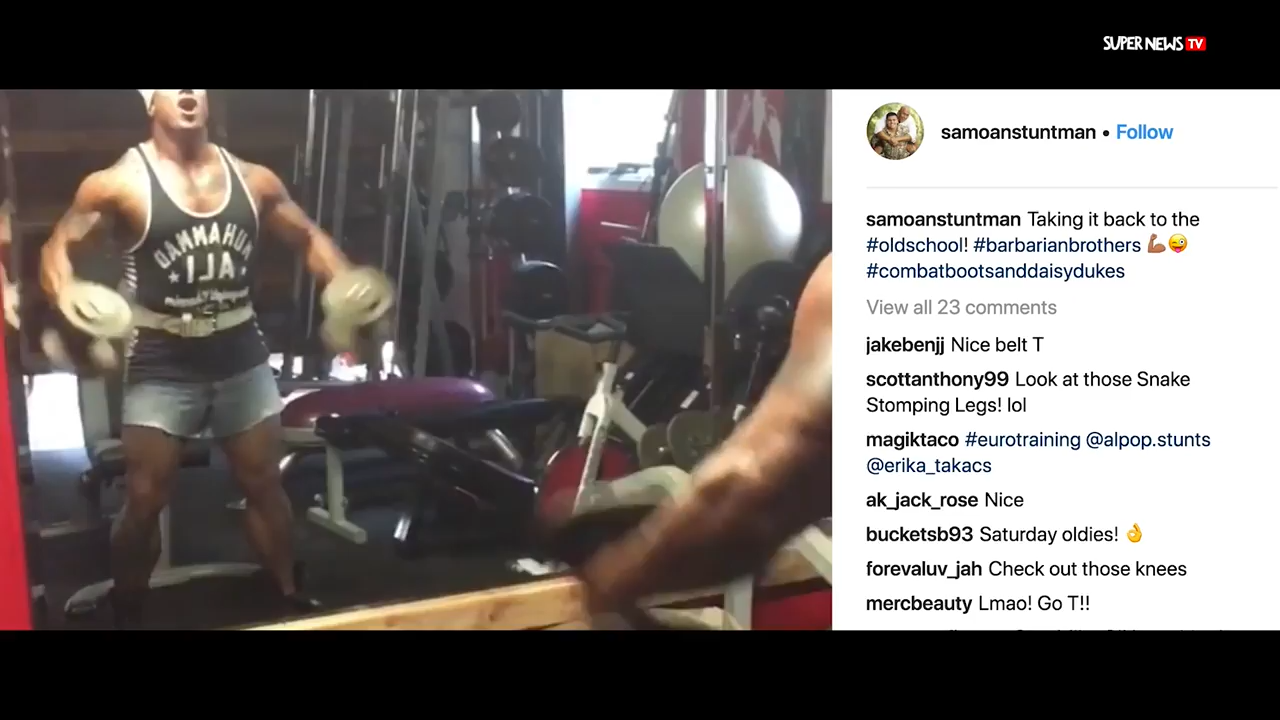 SUPER NEWS TV
samoanstuntman • Follow
samoanstuntman Taking it back to the
#oldschool! #barbarianbrothers 💪🏽😜
#combatbootsanddaisydukes
View all 23 comments
jakebenjj Nice belt T
scottanthony99 Look at those Snake
Stomping Legs! lol
magiktaco #eurotraining @alpop.stunts
@erika_takacs
ak_jack_rose Nice
bucketsb93 Saturday oldies! 👌
forevaluv_jah Check out those knees
mercbeauty Lmao! Go T!!
MUHAMMAD
ALI